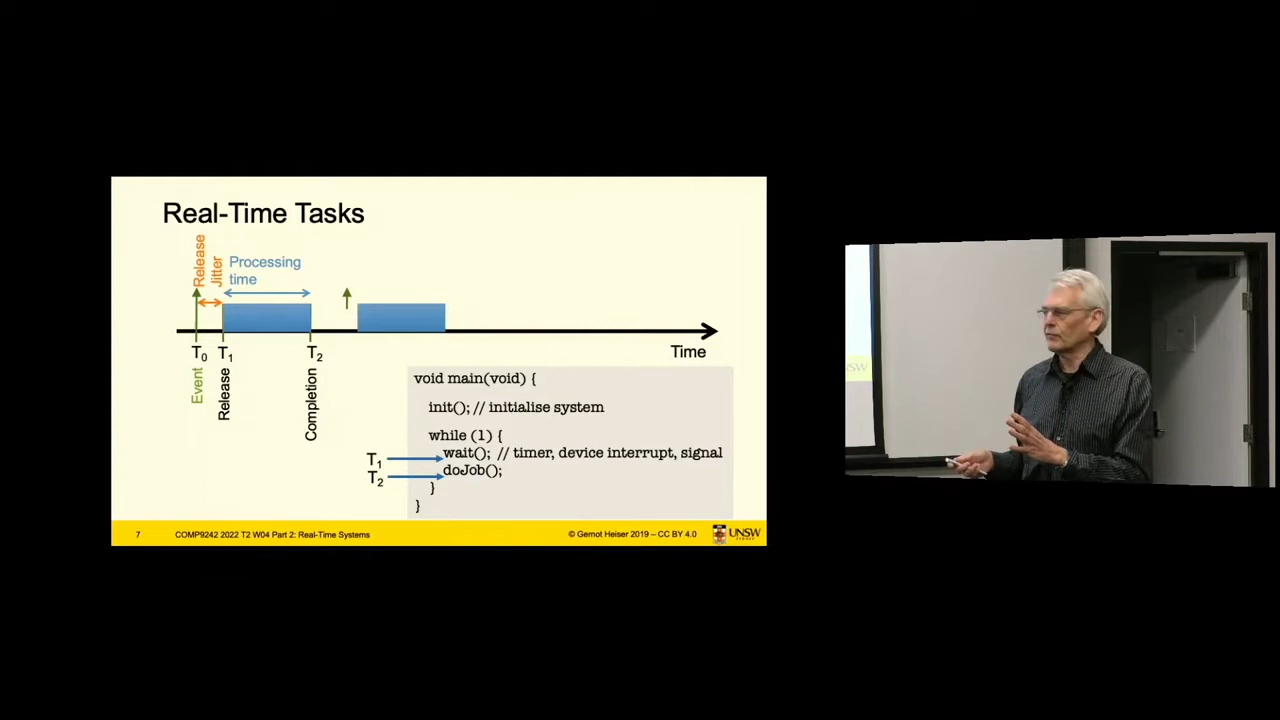 Real-Time Tasks
Release
Jitter
Processing
time
T0
T1
T2
Time
Event
Release
Completion
void main(void) {
init(); // initialise system
while (1) {
T1
wait(); // timer, device interrupt, signal
T2
doJob();
}
}
7
COMP9242 2022 T2 W04 Part 2: Real-Time Systems
© Gernot Heiser 2019 – CC BY 4.0
UNSW
SYDNEY